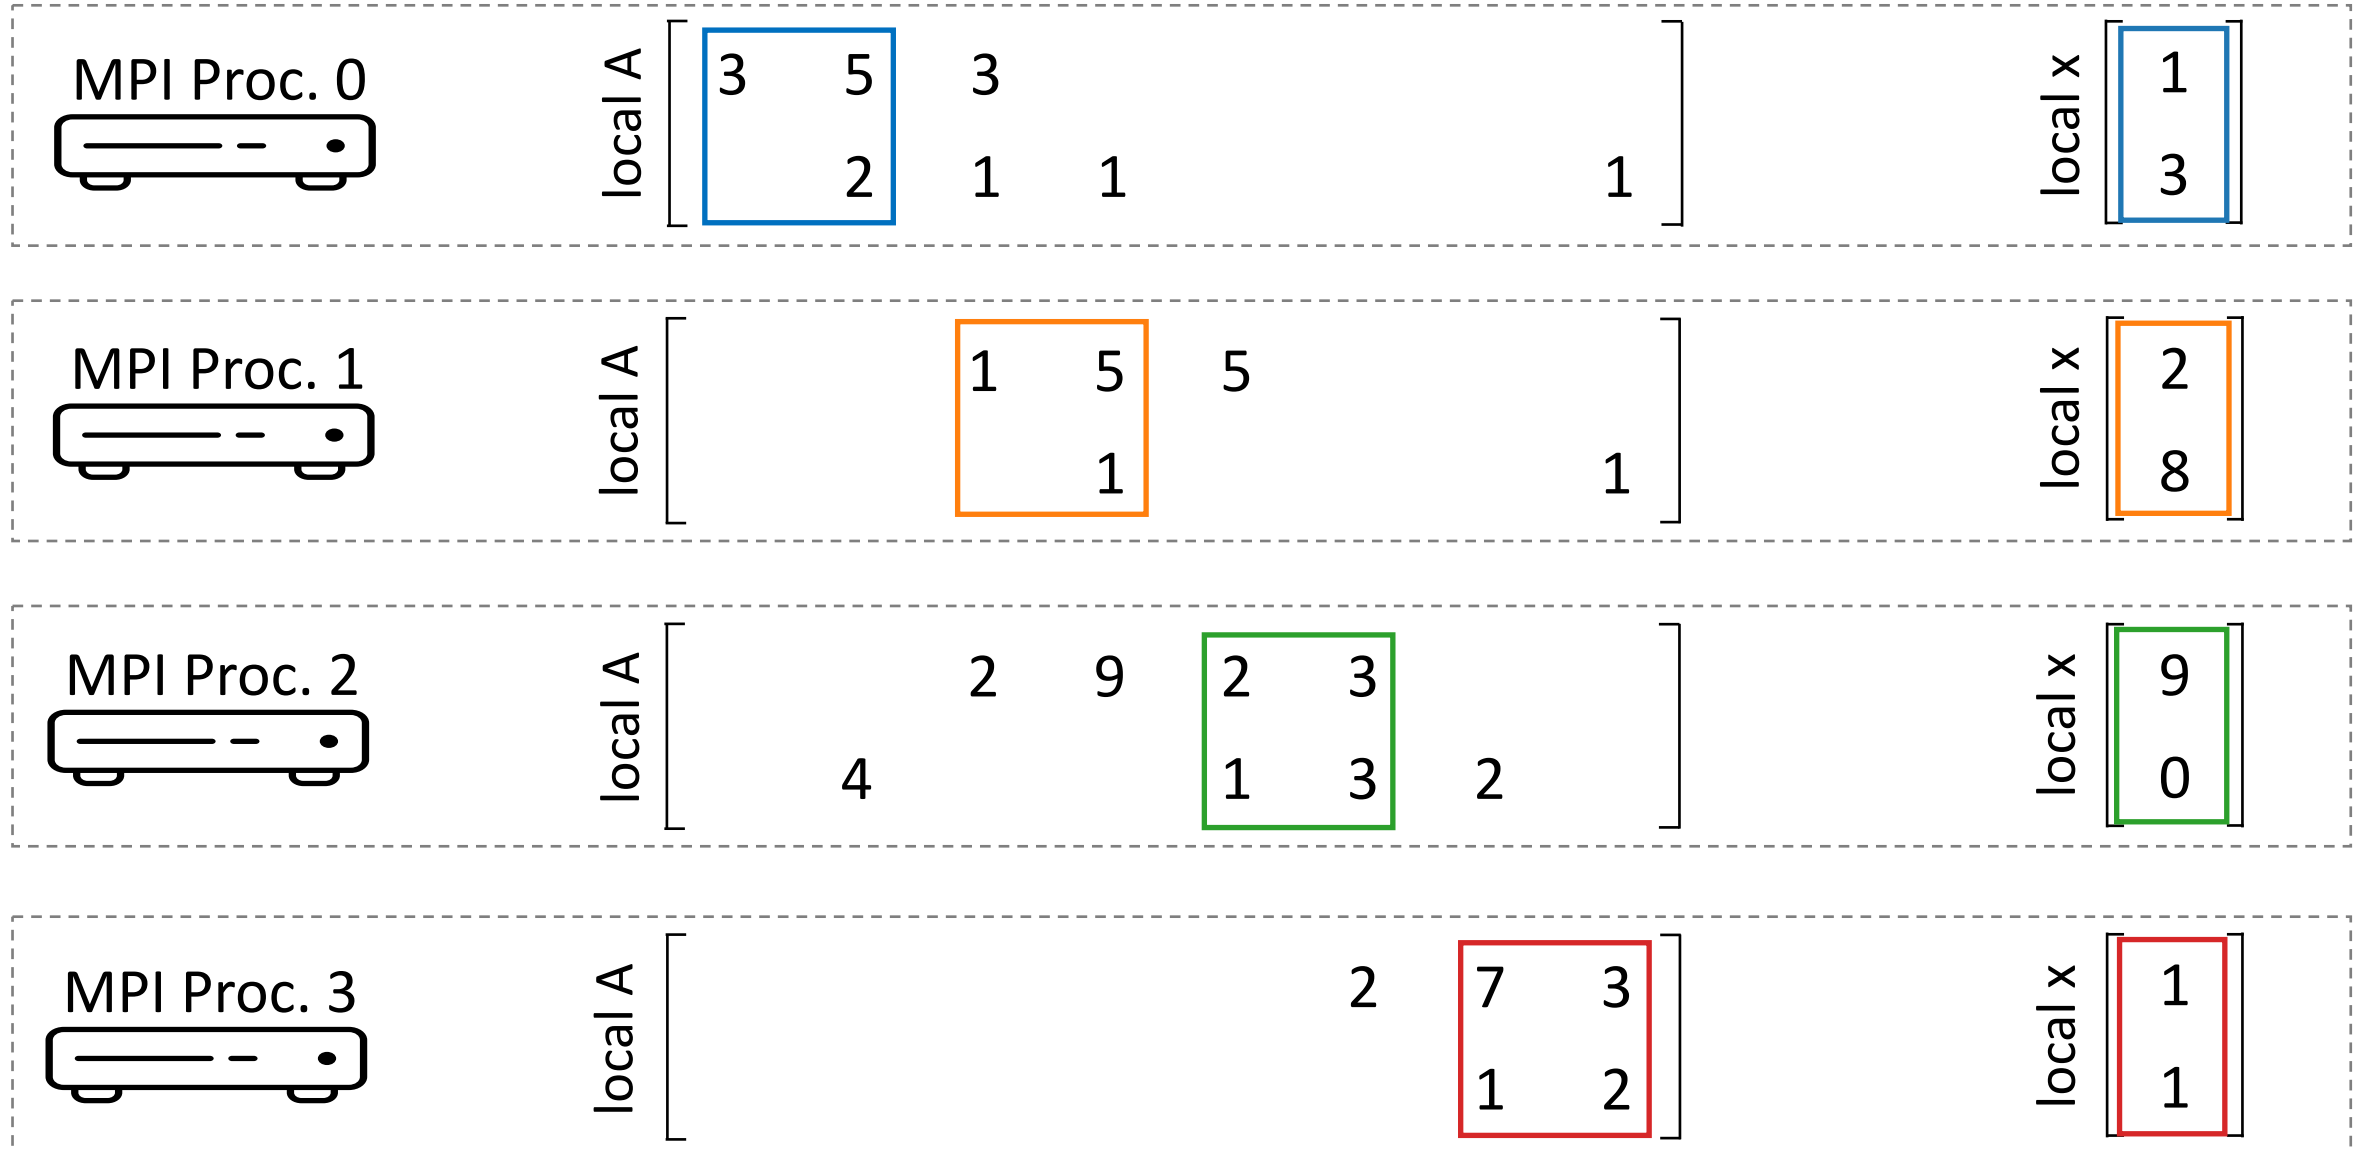 MPI Proc. 0
local A
3 5 3
2 1 1 1
local x
1
3
MPI Proc. 1
local A
1 5 5
1 1
local x
2
8
MPI Proc. 2
local A
2 9 2 3
4 1 3 2
local x
9
0
MPI Proc. 3
local A
2 7 3
1 2
local x
1
1